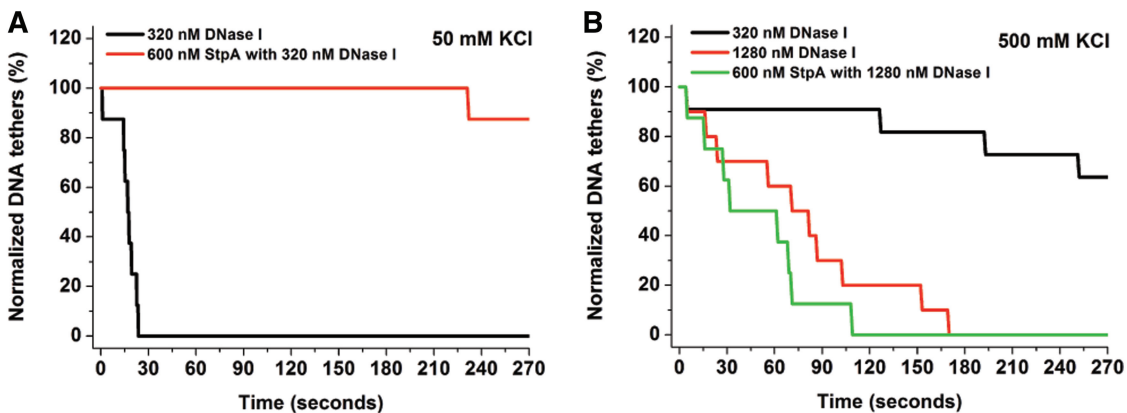 A
320 nM DNase I
600 nM StpA with 320 nM DNase I
50 mM KCl
Normalized DNA tethers (%)
120
100
80
60
40
20
0
0 30 60 90 120 150 180 210 240 270
Time (seconds)
B
320 nM DNase I
1280 nM DNase I
600 nM StpA with 1280 nM DNase I
500 mM KCl
Normalized DNA tethers (%)
120
100
80
60
40
20
0
0 30 60 90 120 150 180 210 240 270
Time (seconds)